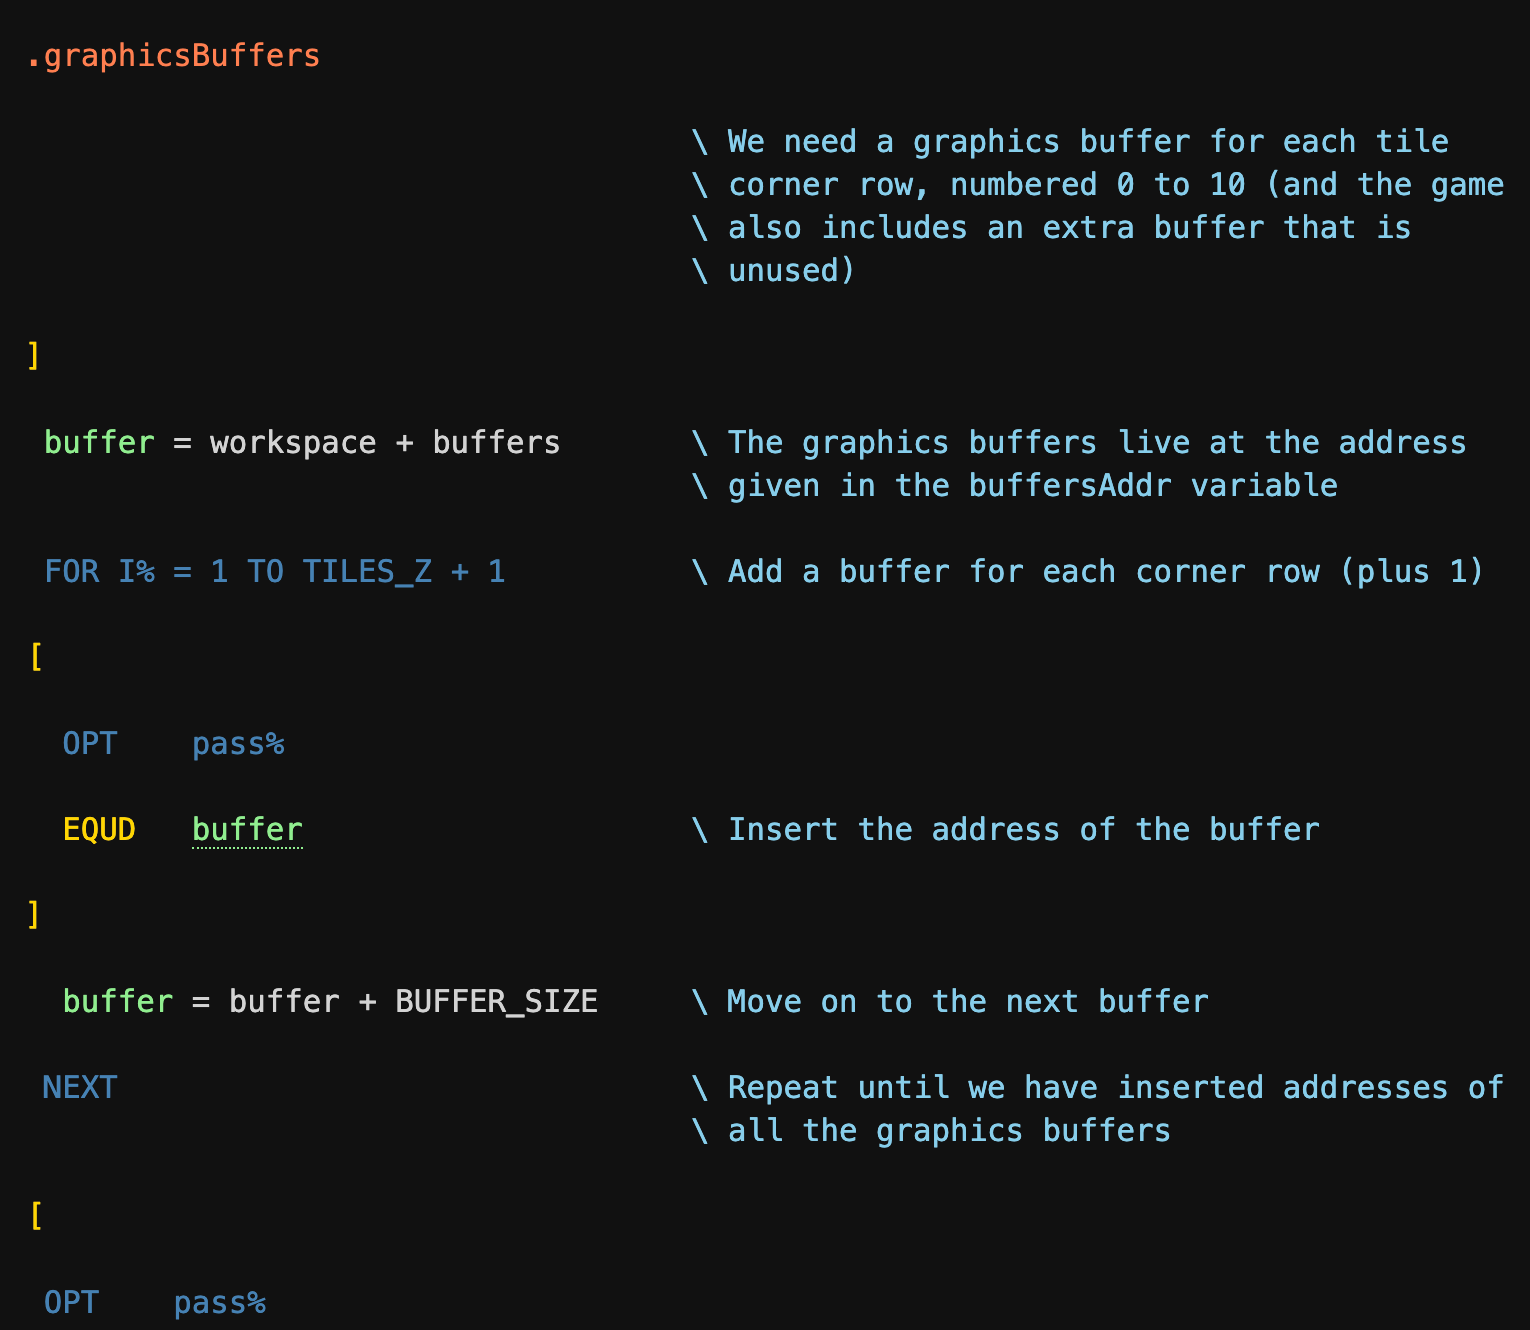 .graphicsBuffers
\ We need a graphics buffer for each tile
\ corner row, numbered 0 to 10 (and the game
\ also includes an extra buffer that is
\ unused)
]
buffer = workspace + buffers \ The graphics buffers live at the address
\ given in the buffersAddr variable
FOR I% = 1 TO TILES_Z + 1 \ Add a buffer for each corner row (plus 1)
[
OPT pass%
EQUD buffer \ Insert the address of the buffer
]
buffer = buffer + BUFFER_SIZE \ Move on to the next buffer
NEXT \ Repeat until we have inserted addresses of
\ all the graphics buffers
[
OPT pass%